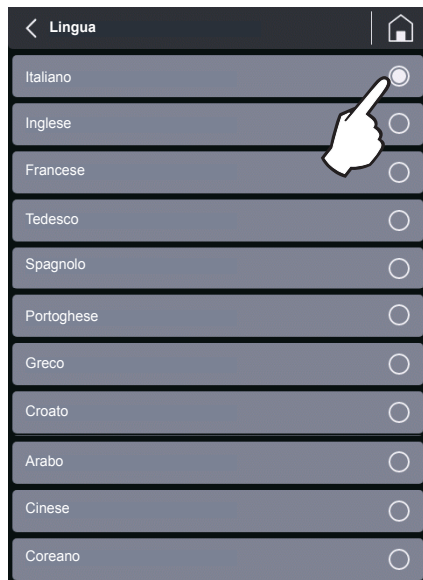 Lingua
Italiano
Inglese
Francese
Tedesco
Spagnolo
Portoghese
Greco
Croato
Arabo
Cinese
Coreano